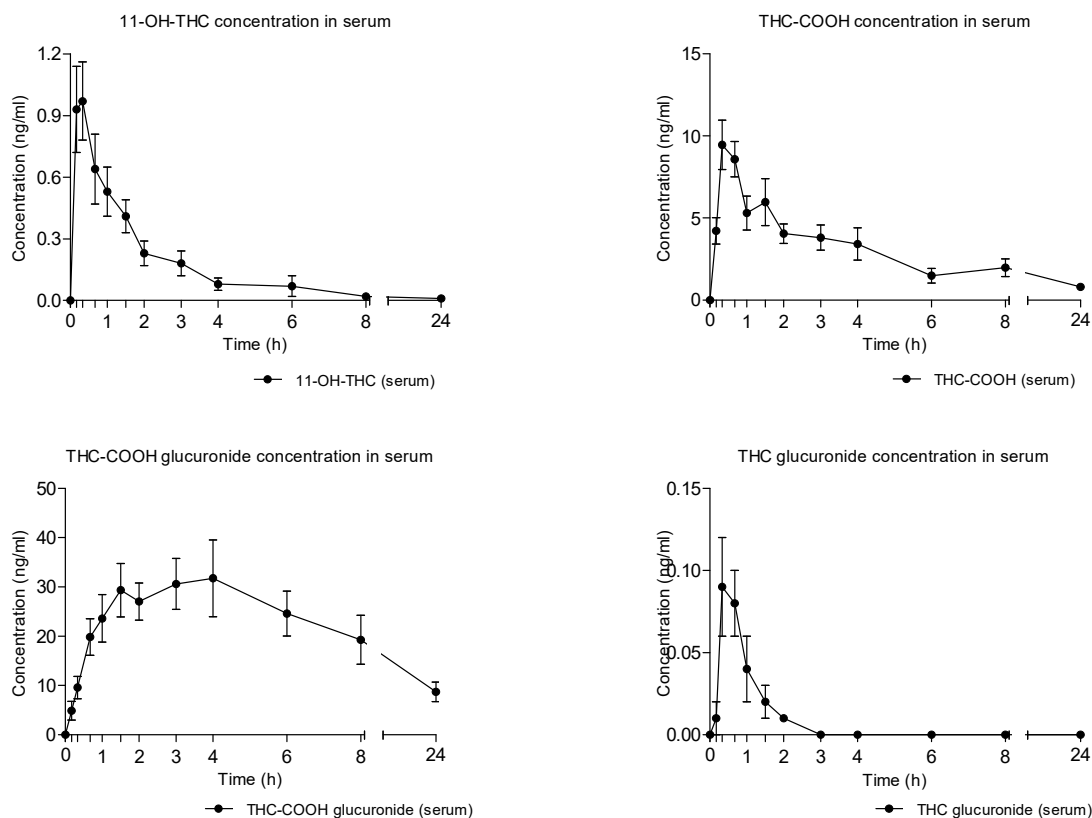 11-OH-THC concentration in serum
Concentration (ng/ml)
1.2
0.9
0.6
0.3
0.0
0 1 2 3 4 6 8 24
Time (h)
11-OH-THC (serum)
THC-COOH concentration in serum
Concentration (ng/ml)
15
10
5
0
0 1 2 3 4 6 8 24
Time (h)
THC-COOH (serum)
THC-COOH glucuronide concentration in serum
Concentration (ng/ml)
50
40
30
20
10
0
0 1 2 3 4 6 8 24
Time (h)
THC-COOH glucuronide (serum)
THC glucuronide concentration in serum
Concentration (ng/ml)
0.15
0.10
0.05
0.00
0 1 2 3 4 6 8 24
Time (h)
THC glucuronide (serum)